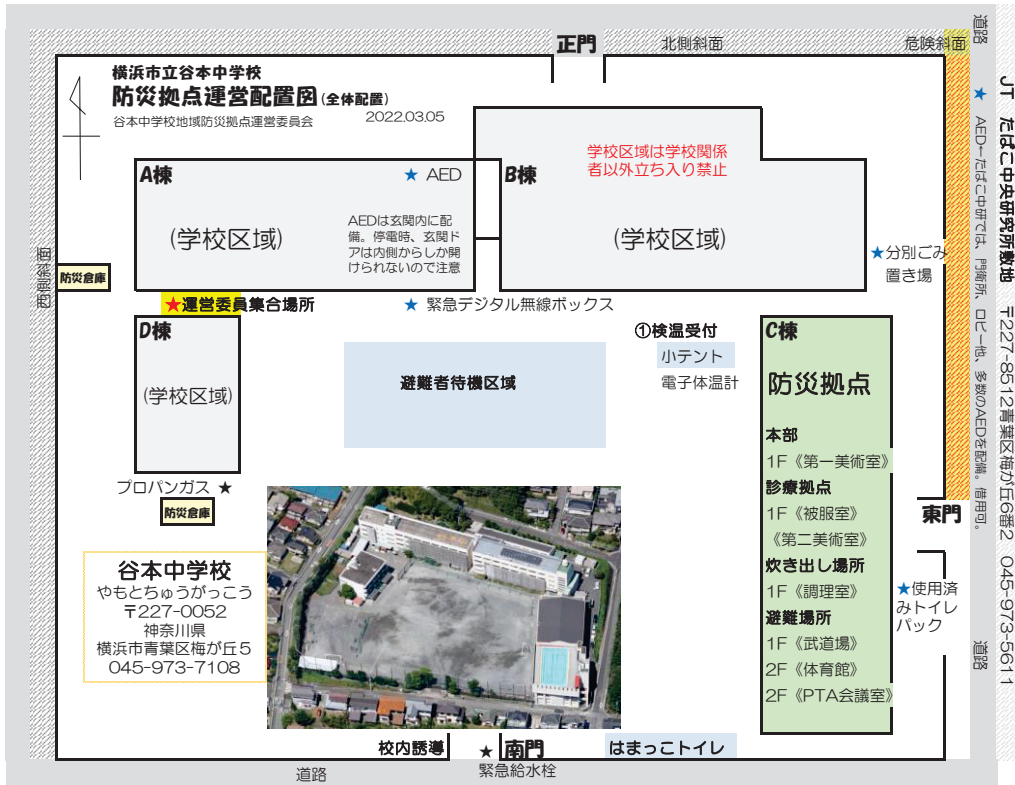 正門
北側斜面
危険斜面
道路
横浜市立谷本中学校
防災拠点運営配置図(全体配置)
谷本中学校地域防災拠点運営委員会
2022.03.05
学校区域は学校関係
者以外立ち入り禁止
A棟
★ AED
B棟
(学校区域)
AEDは玄関内に配
備。停電時、玄関ド
アは内側からしか開
けられないので注意
(学校区域)
★分別ごみ
置き場
西側斜面
防災倉庫
★運営委員集合場所
★ 緊急デジタル無線ボックス
D棟
(学校区域)
避難者待機区域
①検温受付
小テント
電子体温計
C棟
防災拠点
本部
1F《第一美術室》
診療拠点
1F《被服室》
《第二美術室》
炊き出し場所
1F《調理室》
避難場所
1F《武道場》
2F《体育館》
2F《PTA会議室》
プロパンガス ★
防災倉庫
東門
★使用済
みトイレ
パック
谷本中学校
やもとちゅうがっこう
〒227-0052
神奈川県
横浜市青葉区梅が丘5
045-973-7108
校内誘導
★ 南門
はまっこトイレ
緊急給水栓
道路
道路
★ AED←たばこ中研では、門衛所、ロビー他、多数のAEDを配備。借用可。
JT たばこ中央研究所敷地 〒227-8512青葉区梅が丘6番2 045-973-5611